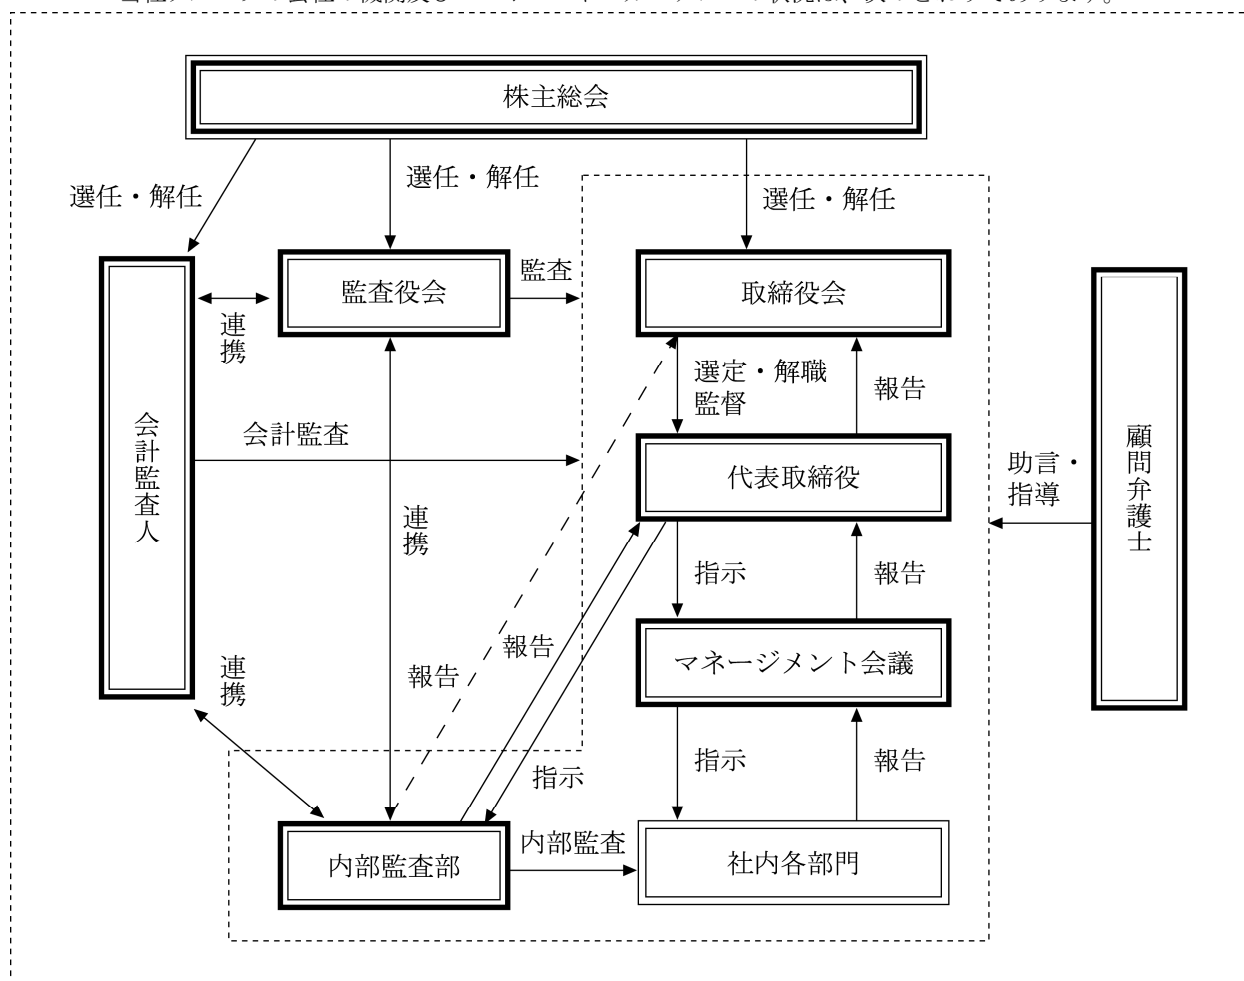 株主総会
選任・解任
選任・解任
選任・解任
監査役会
監査
取締役会
連携
選定・解職
監督
報告
会計監査人
会計監査
代表取締役
顧問弁護士
助言・
指導
連携
指示
報告
報告
報告
マネージメント会議
連携
指示
指示
報告
内部監査部
内部監査
社内各部門